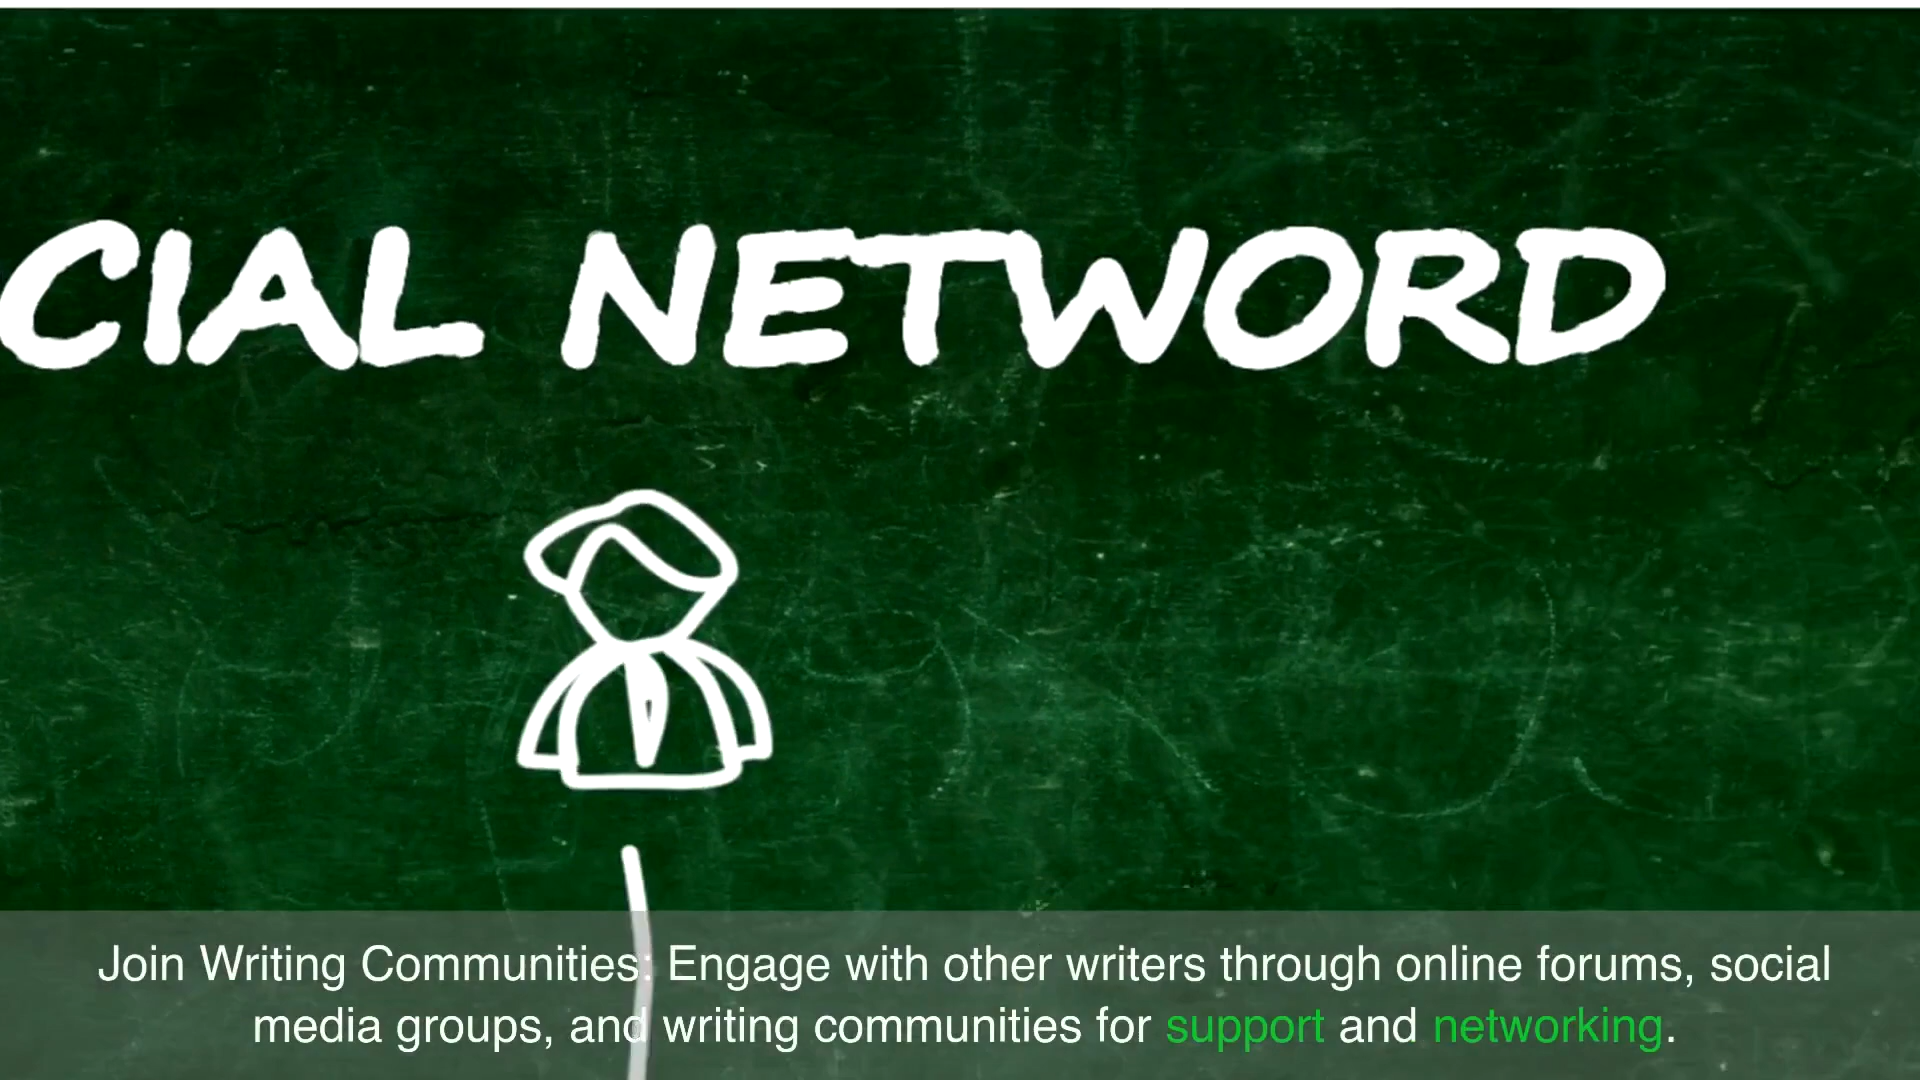 CIAL NETWORD
Join Writing Communities: Engage with other writers through online forums, social
media groups, and writing communities for support and networking.